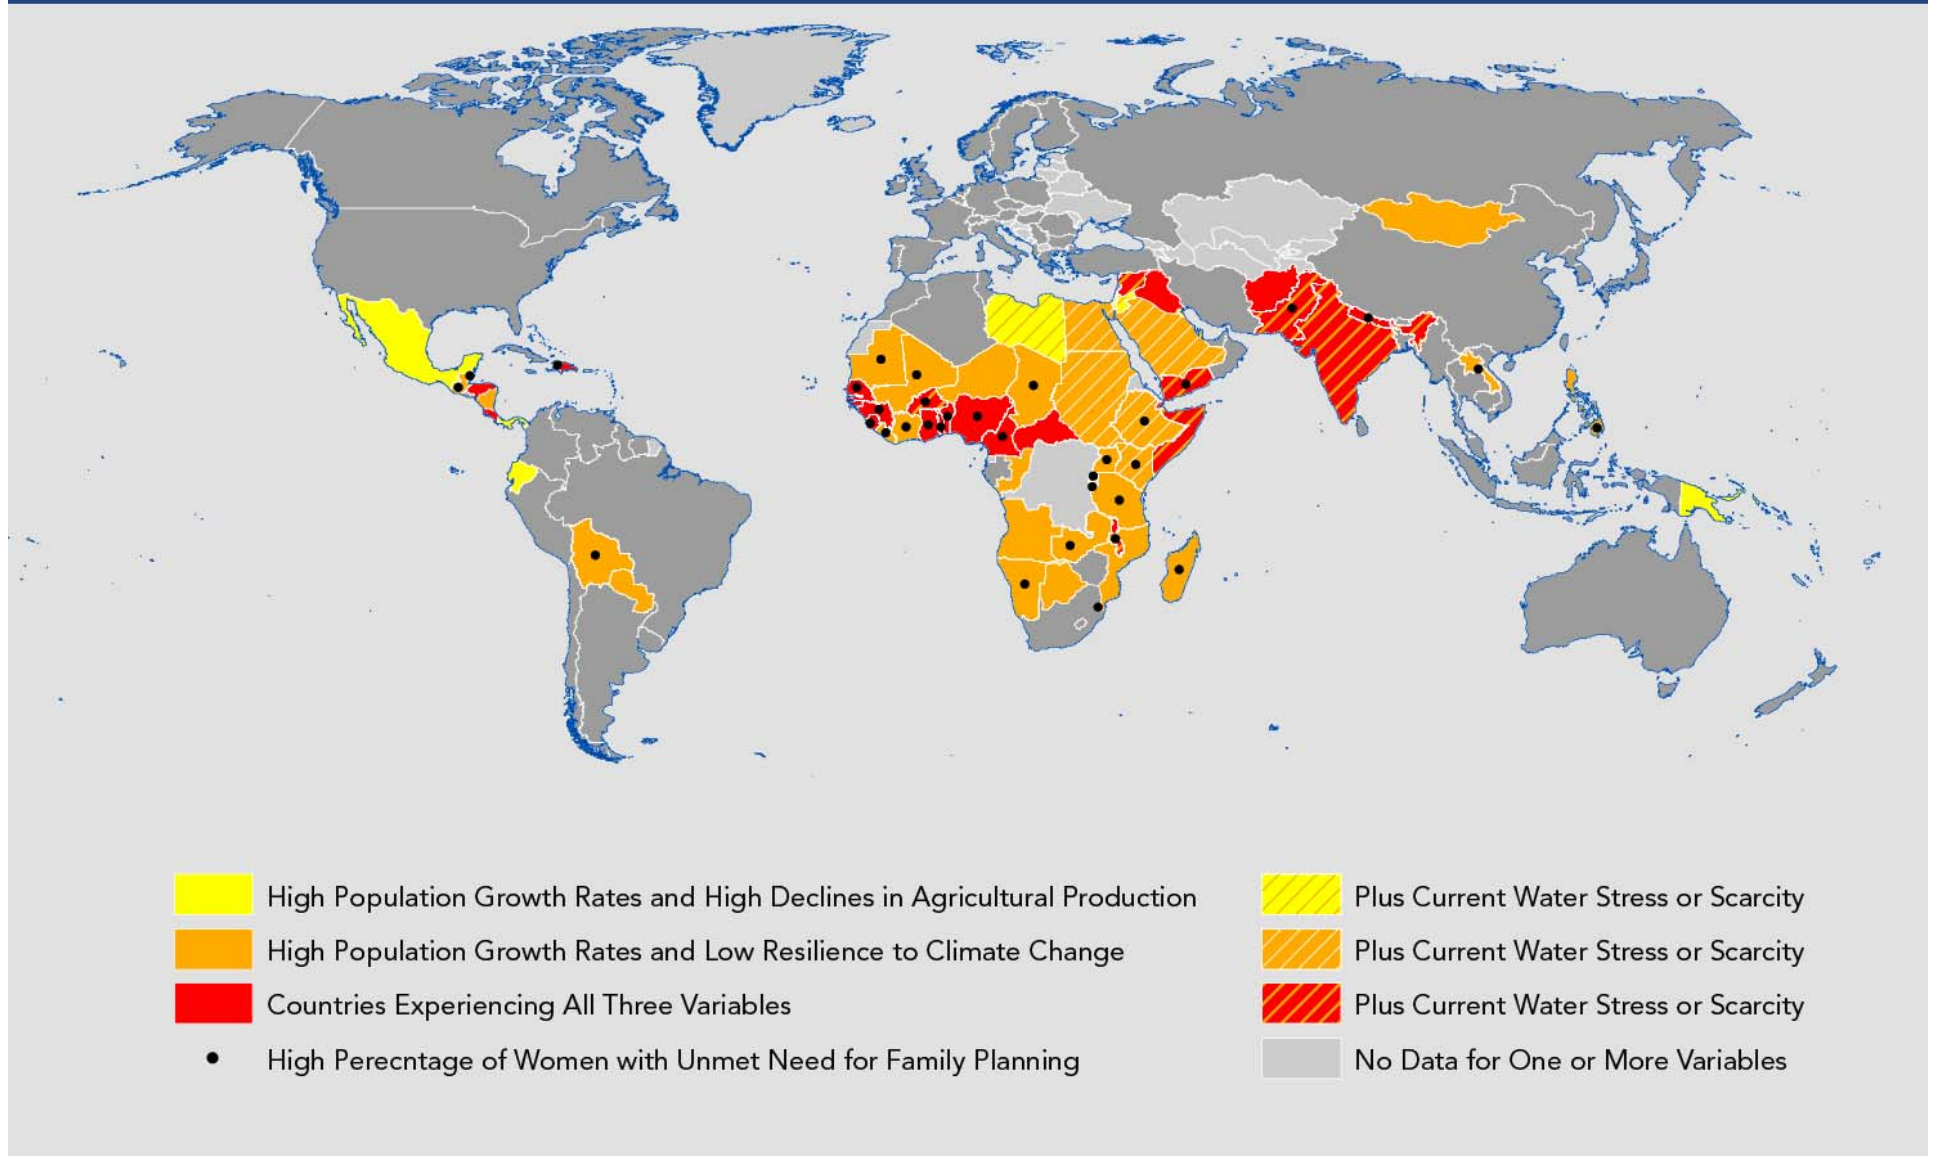 High Population Growth Rates and High Declines in Agricultural Production
High Population Growth Rates and Low Resilience to Climate Change
Countries Experiencing All Three Variables
High Perecntage of Women with Unmet Need for Family Planning
Plus Current Water Stress or Scarcity
Plus Current Water Stress or Scarcity
Plus Current Water Stress or Scarcity
No Data for One or More Variables